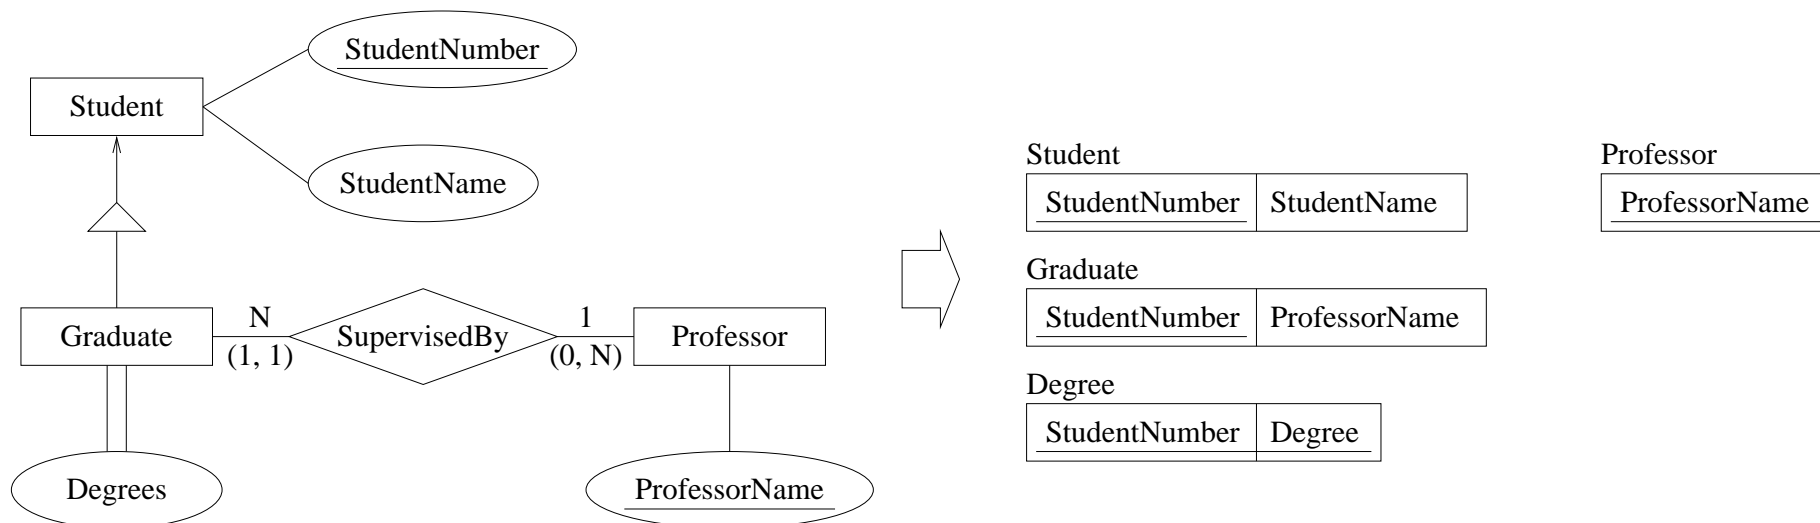 StudentNumber
Student
StudentName
Graduate
N
(1, 1)
SupervisedBy
1
(0, N)
Professor
Degrees
ProfessorName
Student
StudentNumber StudentName
Professor
ProfessorName
Graduate
StudentNumber ProfessorName
Degree
StudentNumber Degree